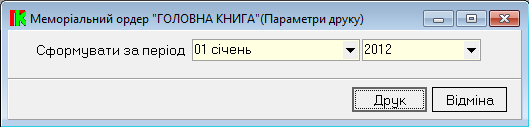 Меморіальний ордер "ГОЛОВНА КНИГА"(Параметри друку)
Сформувати за період 01 січень 2012
Друк Відміна